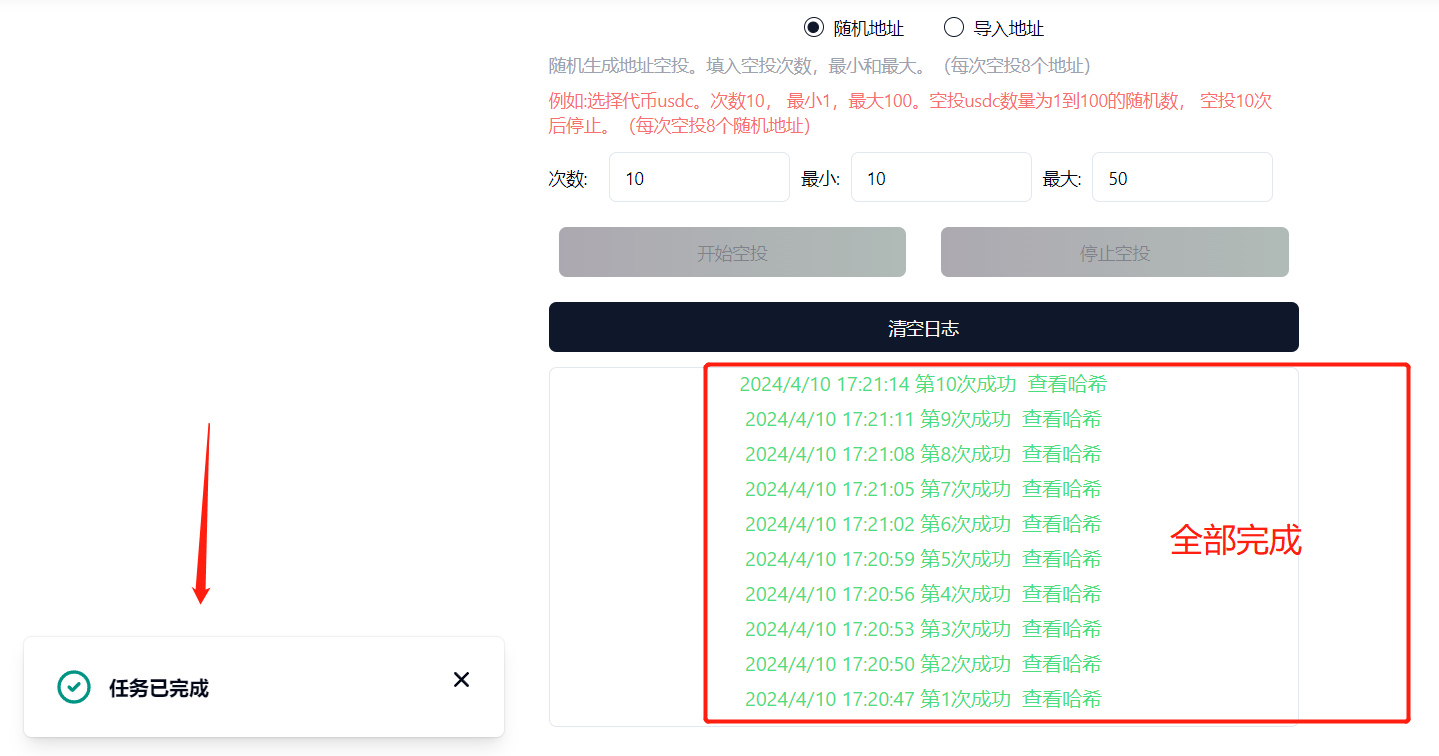 随机地址 导入地址
随机生成地址空投。填入空投次数，最小和最大。（每次空投8个地址）
例如:选择代币usdc。次数10， 最小1，最大100。空投usdc数量为1到100的随机数， 空投10次
后停止。（每次空投8个随机地址）
次数: 10 最小: 10 最大: 50
开始空投 停止空投
清空日志
2024/4/10 17:21:14 第10次成功 查看哈希
2024/4/10 17:21:11 第9次成功 查看哈希
2024/4/10 17:21:08 第8次成功 查看哈希
2024/4/10 17:21:05 第7次成功 查看哈希
2024/4/10 17:21:02 第6次成功 查看哈希
全部完成
2024/4/10 17:20:59 第5次成功 查看哈希
2024/4/10 17:20:56 第4次成功 查看哈希
2024/4/10 17:20:53 第3次成功 查看哈希
2024/4/10 17:20:50 第2次成功 查看哈希
2024/4/10 17:20:47 第1次成功 查看哈希
任务已完成